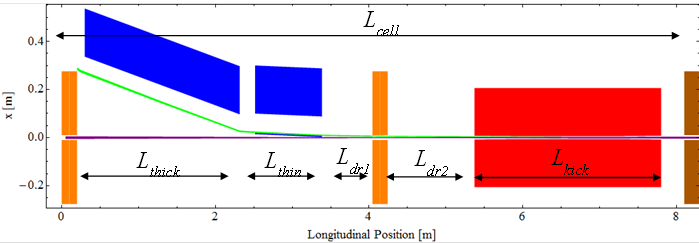 L_cell
0.4
x [m]
0.2
0.0
L_thick
L_thin
L_dr1
L_dr2
L_kick
-0.2
0
2
4
6
8
Longitudinal Position [m]